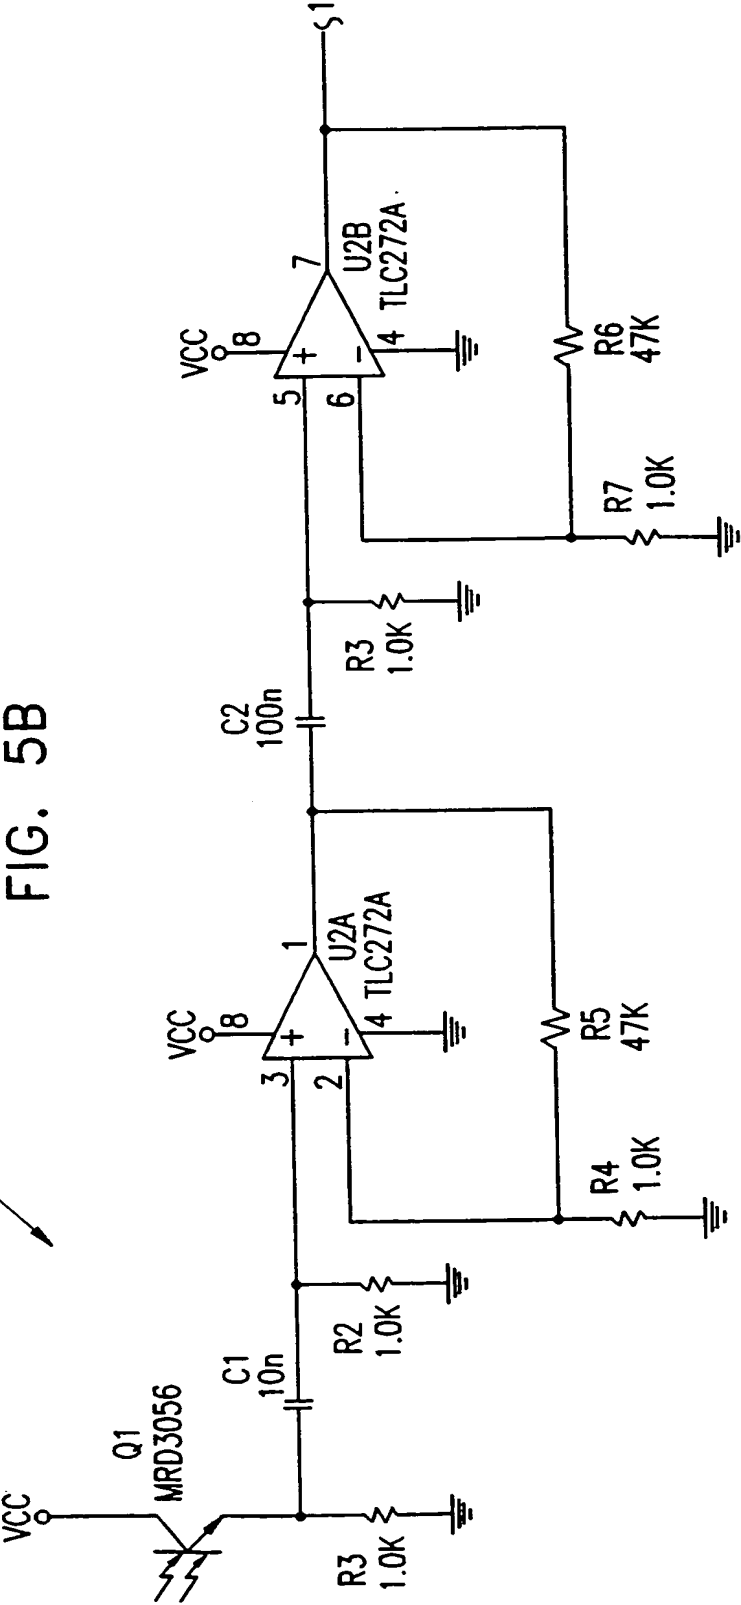 FIG. 5B
VCC
Q1
MRD3056
R3
1.0K
C1
10n
R2
1.0K
VCC
8
3
+
2
−
4
1
U2A
TLC272A
R4
1.0K
R5
47K
C2
100n
R3
1.0K
VCC
8
5
+
6
−
4
7
U2B
TLC272A
R7
1.0K
R6
47K
S1